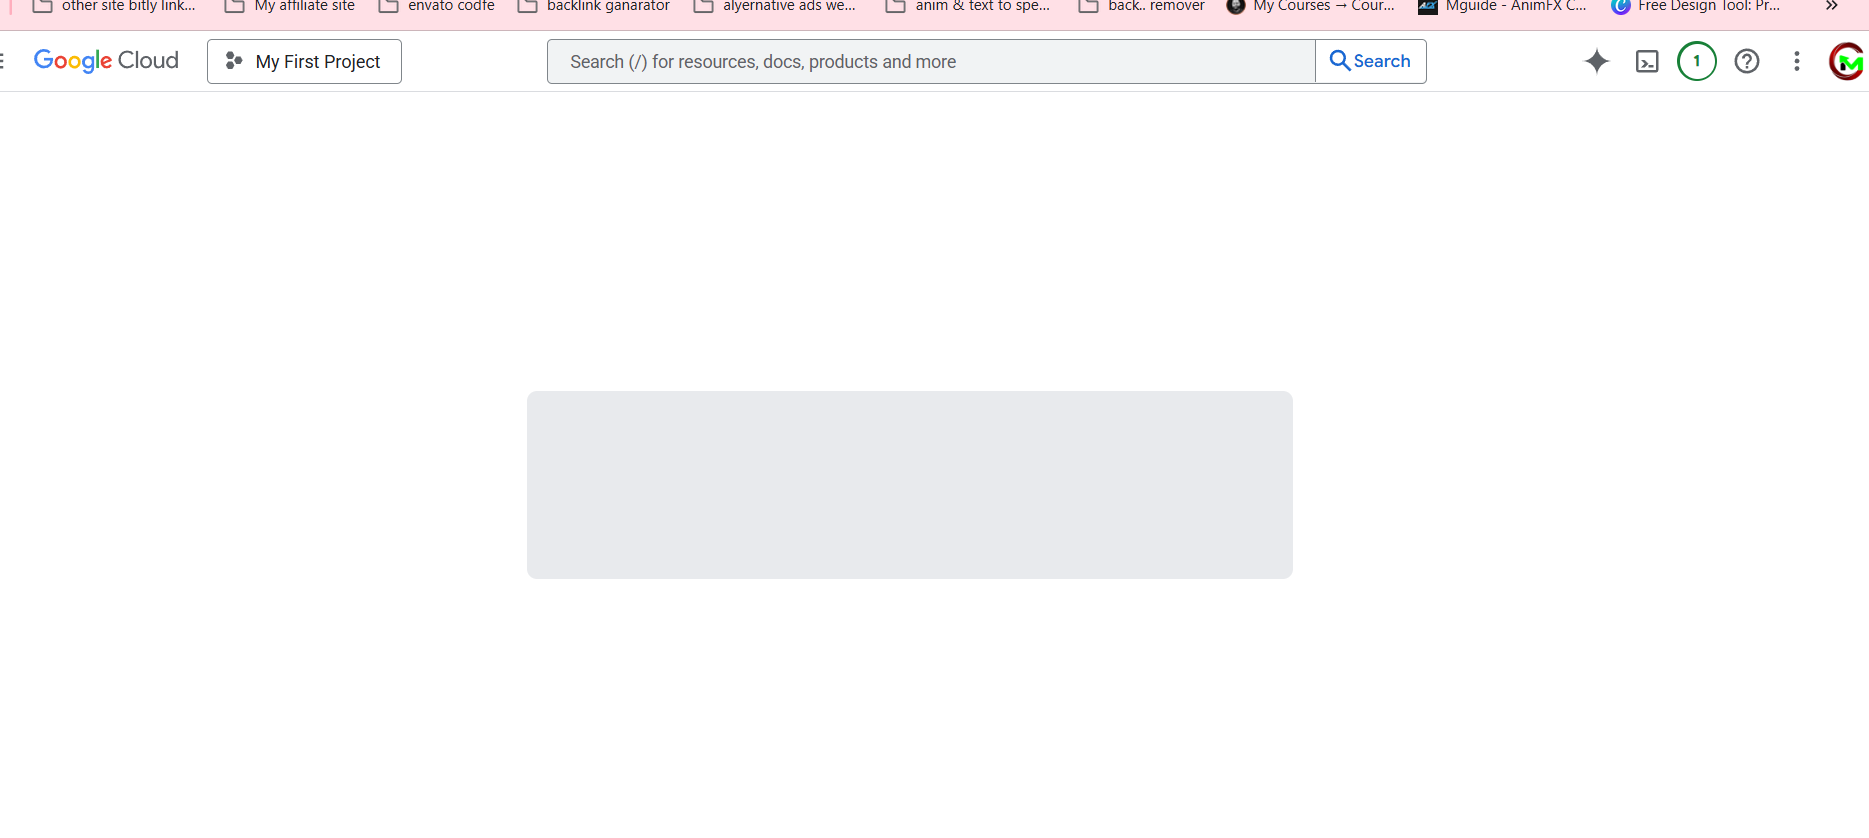 other site bitly link... My affiliate site envato codfe backlink ganarator alyernative ads we... anim & text to spe... back.. remover My Courses → Cour... Mguide - AnimFX C... Free Design Tool: Pr... »
Google Cloud My First Project Search (/) for resources, docs, products and more Search 1